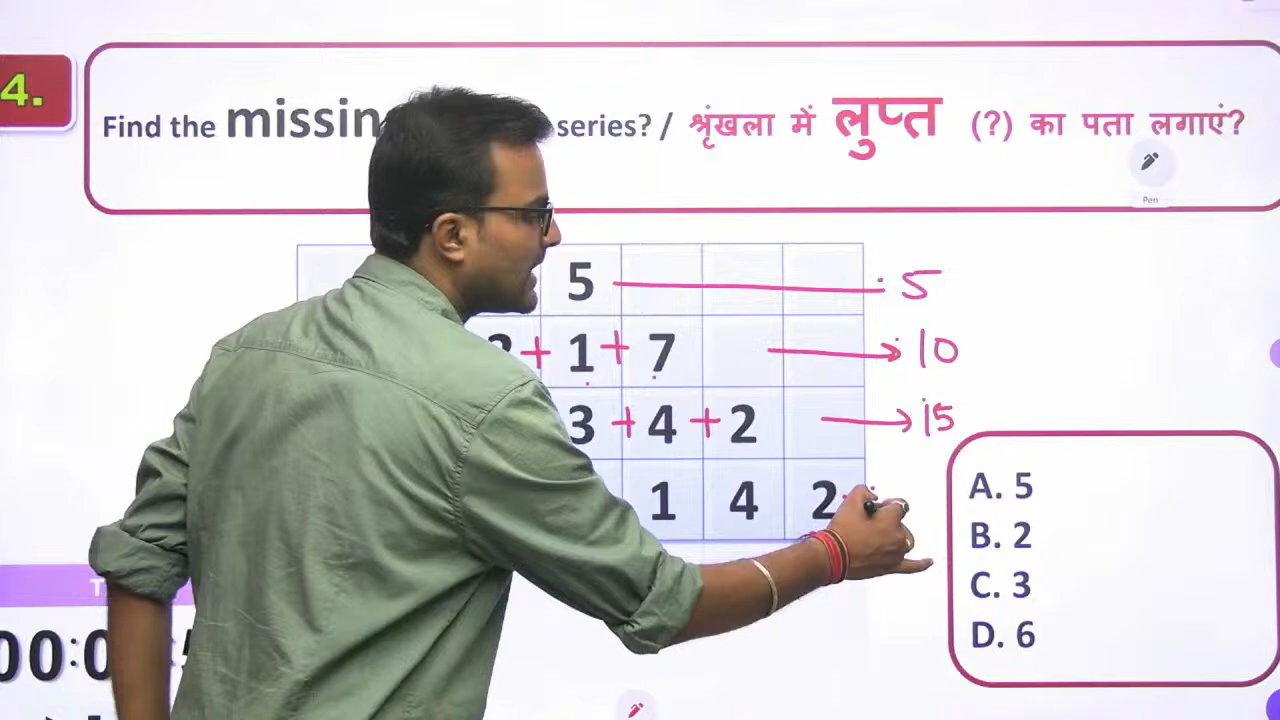 4.
Find the missin series? / श्रृंखला में लुप्त (?) का पता लगाएं?
Pen
5 5
+ 1 + 7 10
3 + 4 + 2 15
1 4 2
A. 5
B. 2
C. 3
D. 6
T
00:0